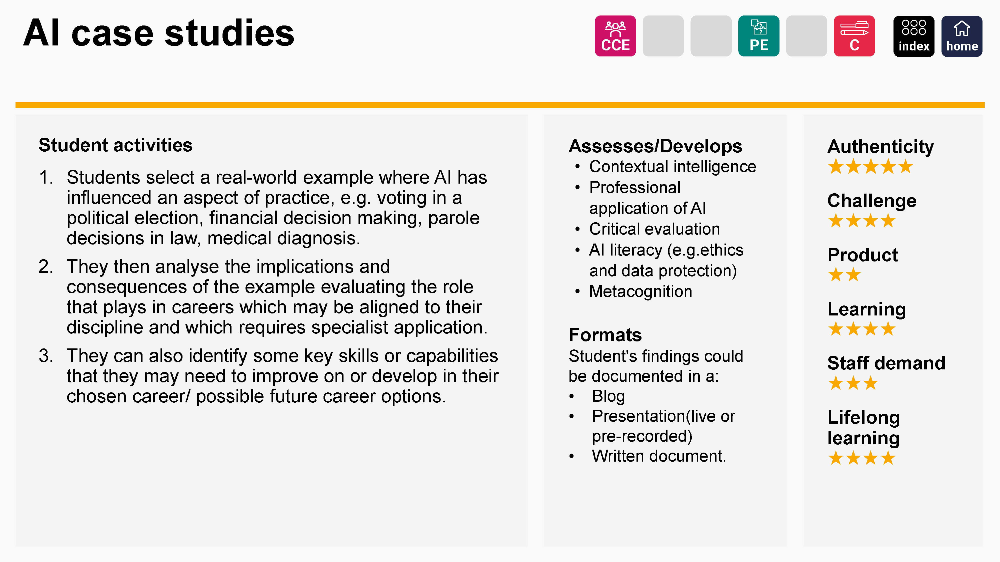 AI case studies
CCE
PE
C
index
home
Student activities
1. Students select a real-world example where AI has
influenced an aspect of practice, e.g. voting in a
political election, financial decision making, parole
decisions in law, medical diagnosis.
2. They then analyse the implications and
consequences of the example evaluating the role
that plays in careers which may be aligned to their
discipline and which requires specialist application.
3. They can also identify some key skills or capabilities
that they may need to improve on or develop in their
chosen career/ possible future career options.
Assesses/Develops
• Contextual intelligence
• Professional
application of AI
• Critical evaluation
• AI literacy (e.g.ethics
and data protection)
• Metacognition
Formats
Student's findings could
be documented in a:
• Blog
• Presentation(live or
pre-recorded)
• Written document.
Authenticity
★★★★★
Challenge
★★★★
Product
★★
Learning
★★★★
Staff demand
★★★
Lifelong
learning
★★★★